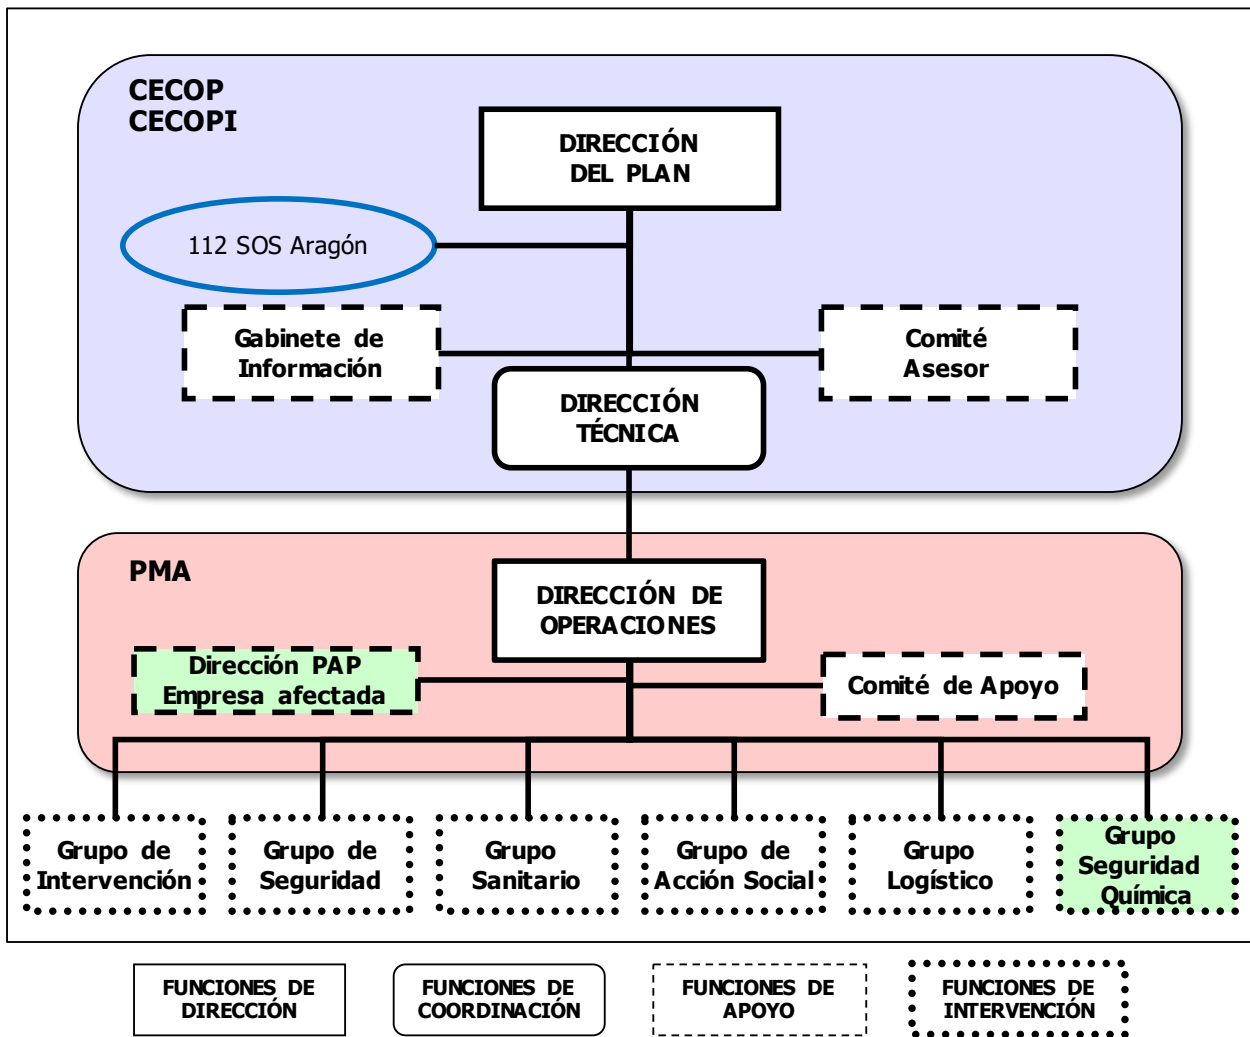 CECOP
CECOPI
DIRECCIÓN
DEL PLAN
112 SOS Aragón
Gabinete de
Información
Comité
Asesor
DIRECCIÓN
TÉCNICA
PMA
DIRECCIÓN DE
OPERACIONES
Dirección PAP
Empresa afectada
Comité de Apoyo
Grupo de
Intervención
Grupo de
Seguridad
Grupo
Sanitario
Grupo de
Acción Social
Grupo
Logístico
Grupo
Seguridad
Química
FUNCIONES DE
DIRECCIÓN
FUNCIONES DE
COORDINACIÓN
FUNCIONES DE
APOYO
FUNCIONES DE
INTERVENCIÓN